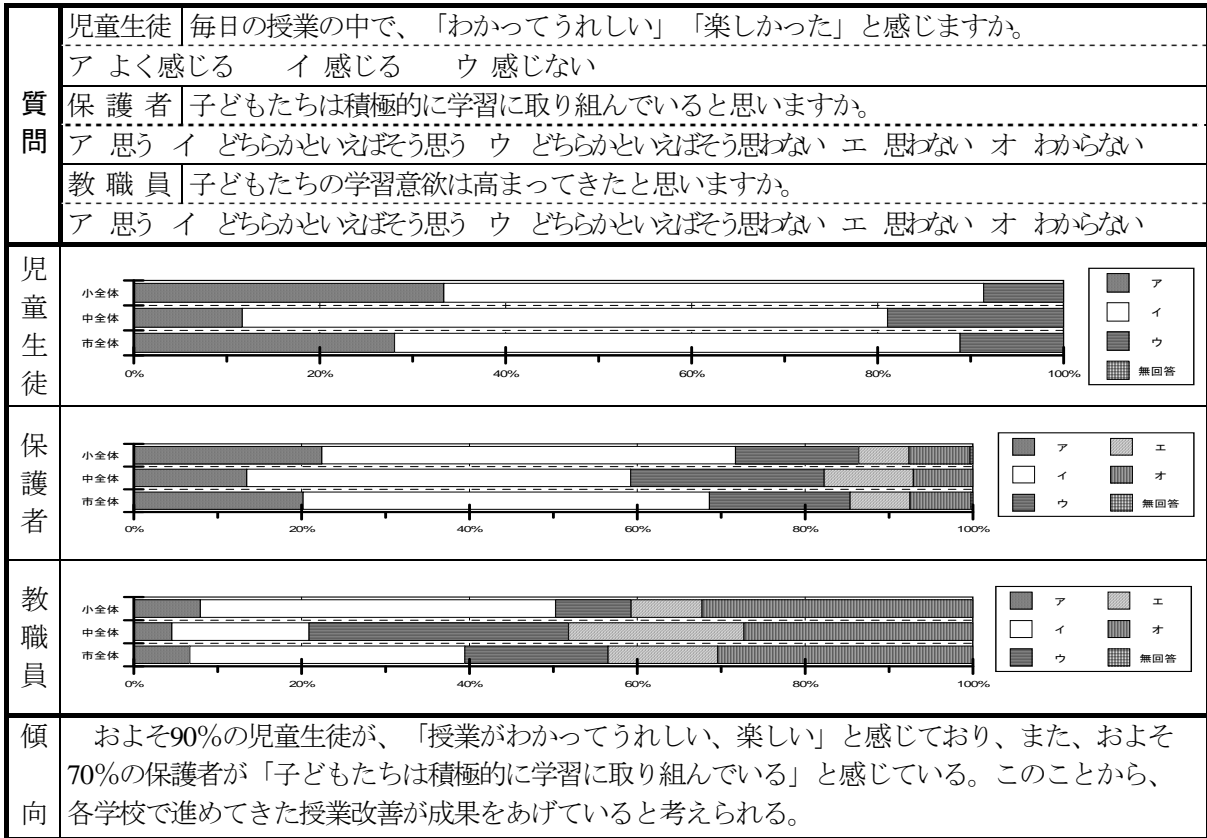 質問
児童生徒 毎日の授業の中で、「わかってうれしい」「楽しかった」と感じますか。
ア よく感じる イ 感じる ウ 感じない
保護者 子どもたちは積極的に学習に取り組んでいると思いますか。
ア 思う イ どちらかといえばそう思う ウ どちらかといえばそう思わない エ 思わない オ わからない
教職員 子どもたちの学習意欲は高まってきたと思いますか。
ア 思う イ どちらかといえばそう思う ウ どちらかといえばそう思わない エ 思わない オ わからない
児童生徒
小全体
中全体
市全体
0% 20% 40% 60% 80% 100%
ア
イ
ウ
無回答
保護者
小全体
中全体
市全体
0% 20% 40% 60% 80% 100%
ア エ
イ オ
ウ 無回答
教職員
小全体
中全体
市全体
0% 20% 40% 60% 80% 100%
ア エ
イ オ
ウ 無回答
傾向
およそ90%の児童生徒が、「授業がわかってうれしい、楽しい」と感じており、また、およそ
70%の保護者が「子どもたちは積極的に学習に取り組んでいる」と感じている。このことから、
各学校で進めてきた授業改善が成果をあげていると考えられる。